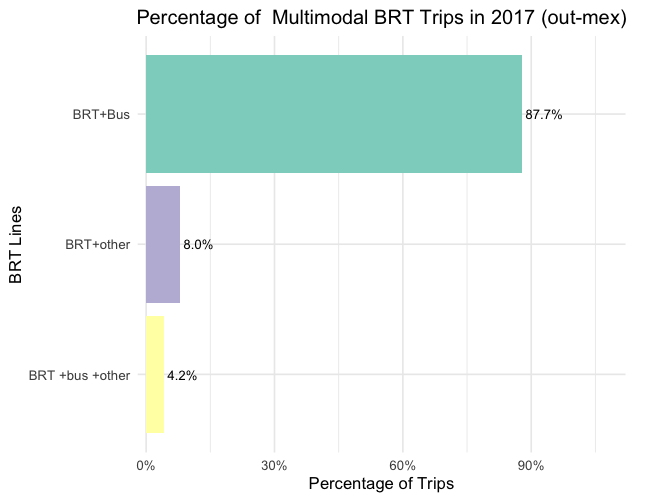 Percentage of  Multimodal BRT Trips in 2017 (out-mex)
BRT Lines
BRT+Bus
87.7%
BRT+other
8.0%
BRT +bus +other
4.2%
0%
30%
60%
90%
Percentage of Trips